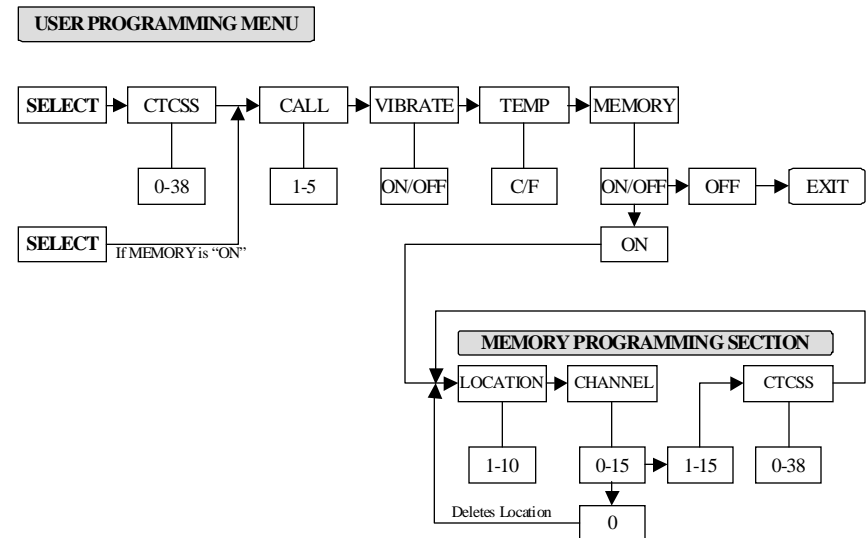 USER PROGRAMMING MENU
SELECT CTCSS CALL VIBRATE TEMP MEMORY
0-38 1-5 ON/OFF C/F ON/OFF OFF EXIT
SELECT If MEMORY is “ON” ON
MEMORY PROGRAMMING SECTION
LOCATION CHANNEL CTCSS
1-10 0-15 1-15 0-38
Deletes Location 0